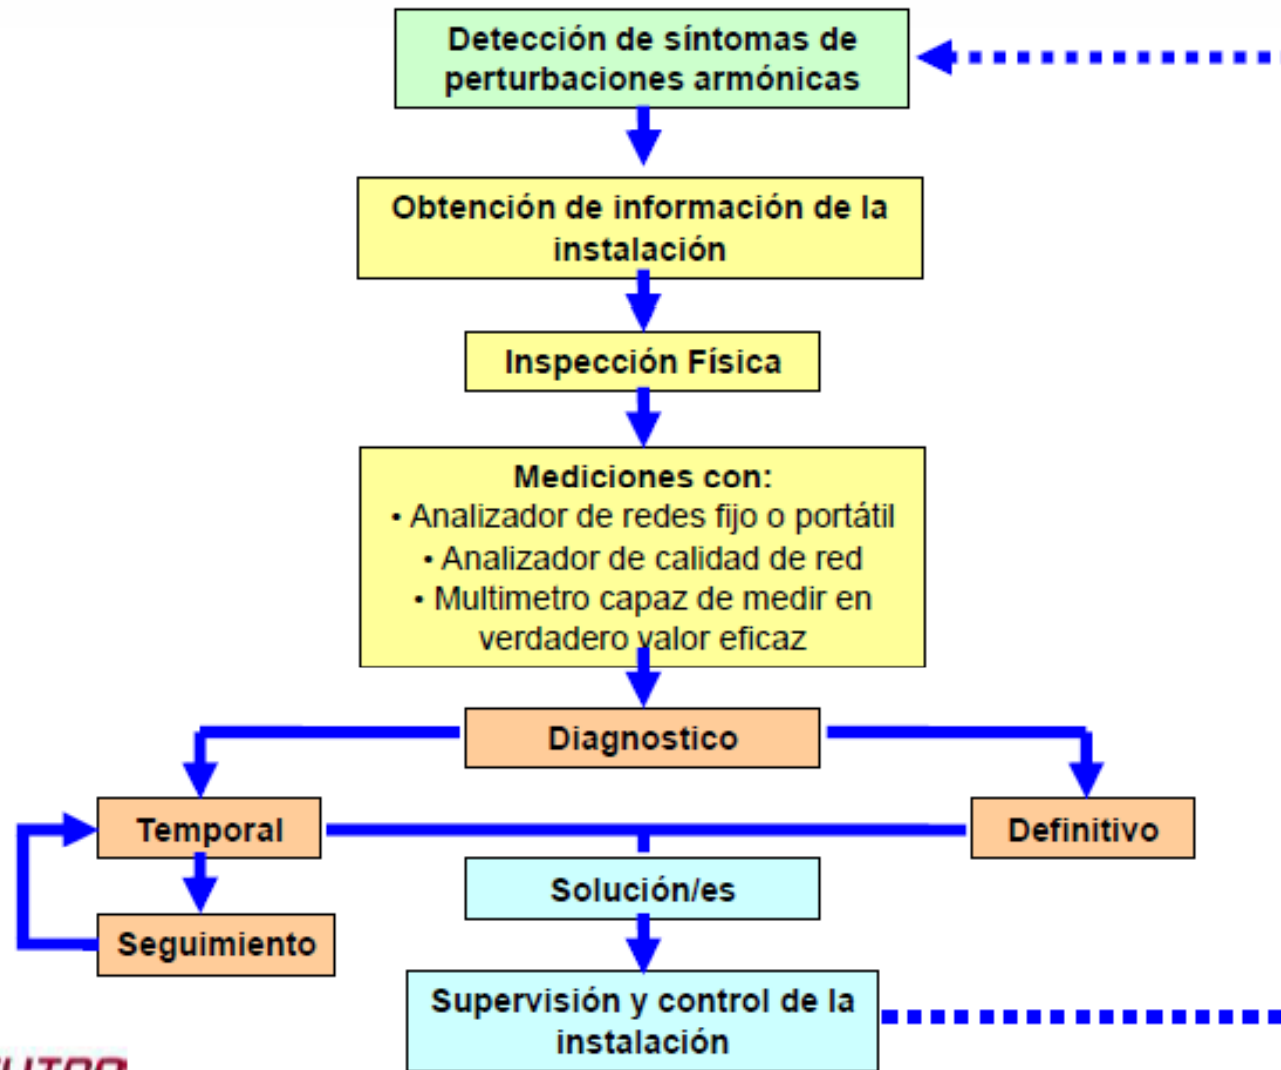 Detección de síntomas de
perturbaciones armónicas
Obtención de información de la
instalación
Inspección Física
Mediciones con:
• Analizador de redes fijo o portátil
• Analizador de calidad de red
• Multimetro capaz de medir en
verdadero valor eficaz
Diagnostico
Temporal
Definitivo
Solución/es
Seguimiento
Supervisión y control de la
instalación